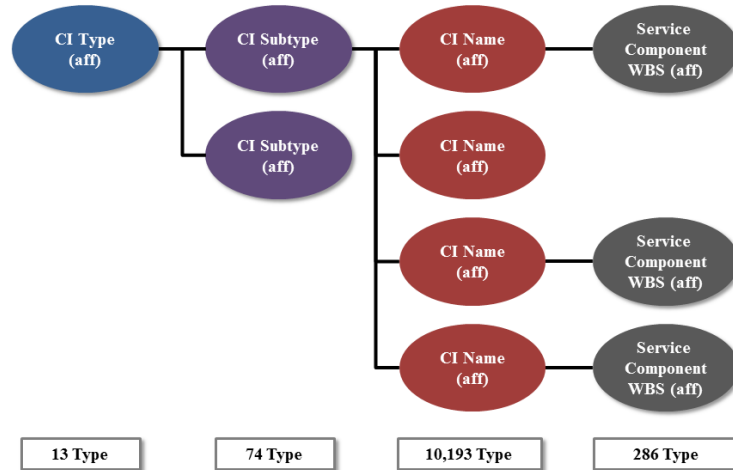 CI Type
(aff)
CI Subtype
(aff)
CI Name
(aff)
Service
Component
WBS (aff)
CI Subtype
(aff)
CI Name
(aff)
CI Name
(aff)
Service
Component
WBS (aff)
CI Name
(aff)
Service
Component
WBS (aff)
13 Type
74 Type
10,193 Type
286 Type